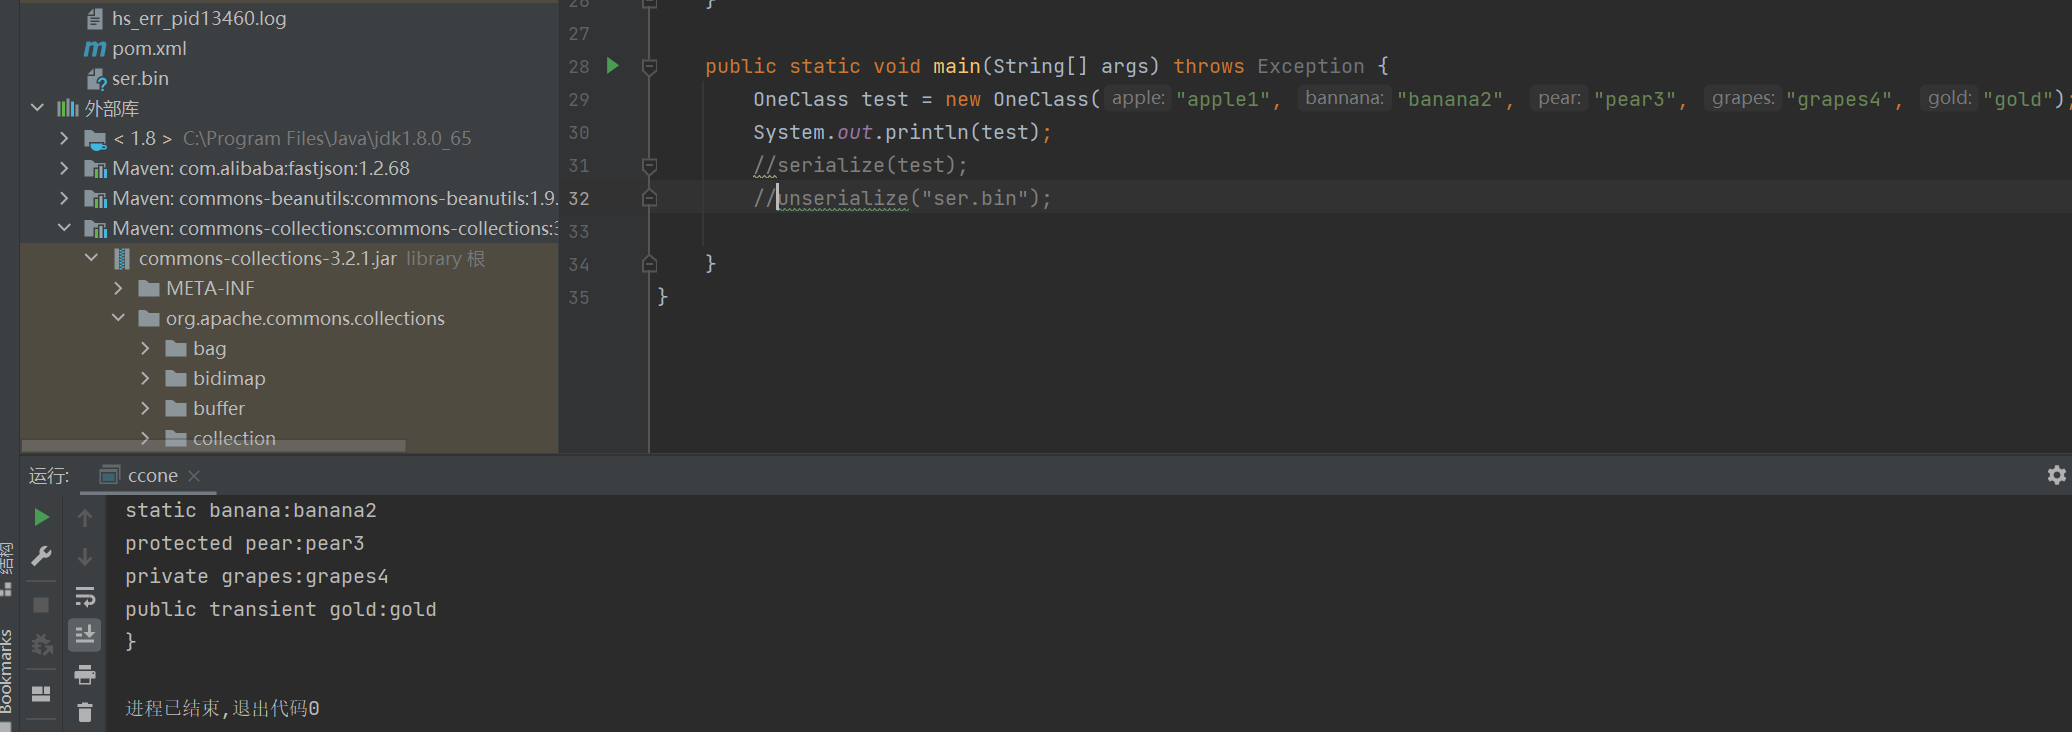 hs_err_pid13460.log
pom.xml
ser.bin
外部库
< 1.8 > C:\Program Files\Java\jdk1.8.0_65
Maven: com.alibaba:fastjson:1.2.68
Maven: commons-beanutils:commons-beanutils:1.9.
Maven: commons-collections:commons-collections:3
commons-collections-3.2.1.jar library 根
META-INF
org.apache.commons.collections
bag
bidimap
buffer
collection
26 }
27
28 public static void main(String[] args) throws Exception {
29 OneClass test = new OneClass( apple: "apple1", bannana: "banana2", pear: "pear3", grapes: "grapes4", gold: "gold");
30 System.out.println(test);
31 //serialize(test);
32 //unserialize("ser.bin");
33
34 }
35 }
运行: ccone
static banana:banana2
protected pear:pear3
private grapes:grapes4
public transient gold:gold
}
进程已结束,退出代码0
结构
Bookmarks